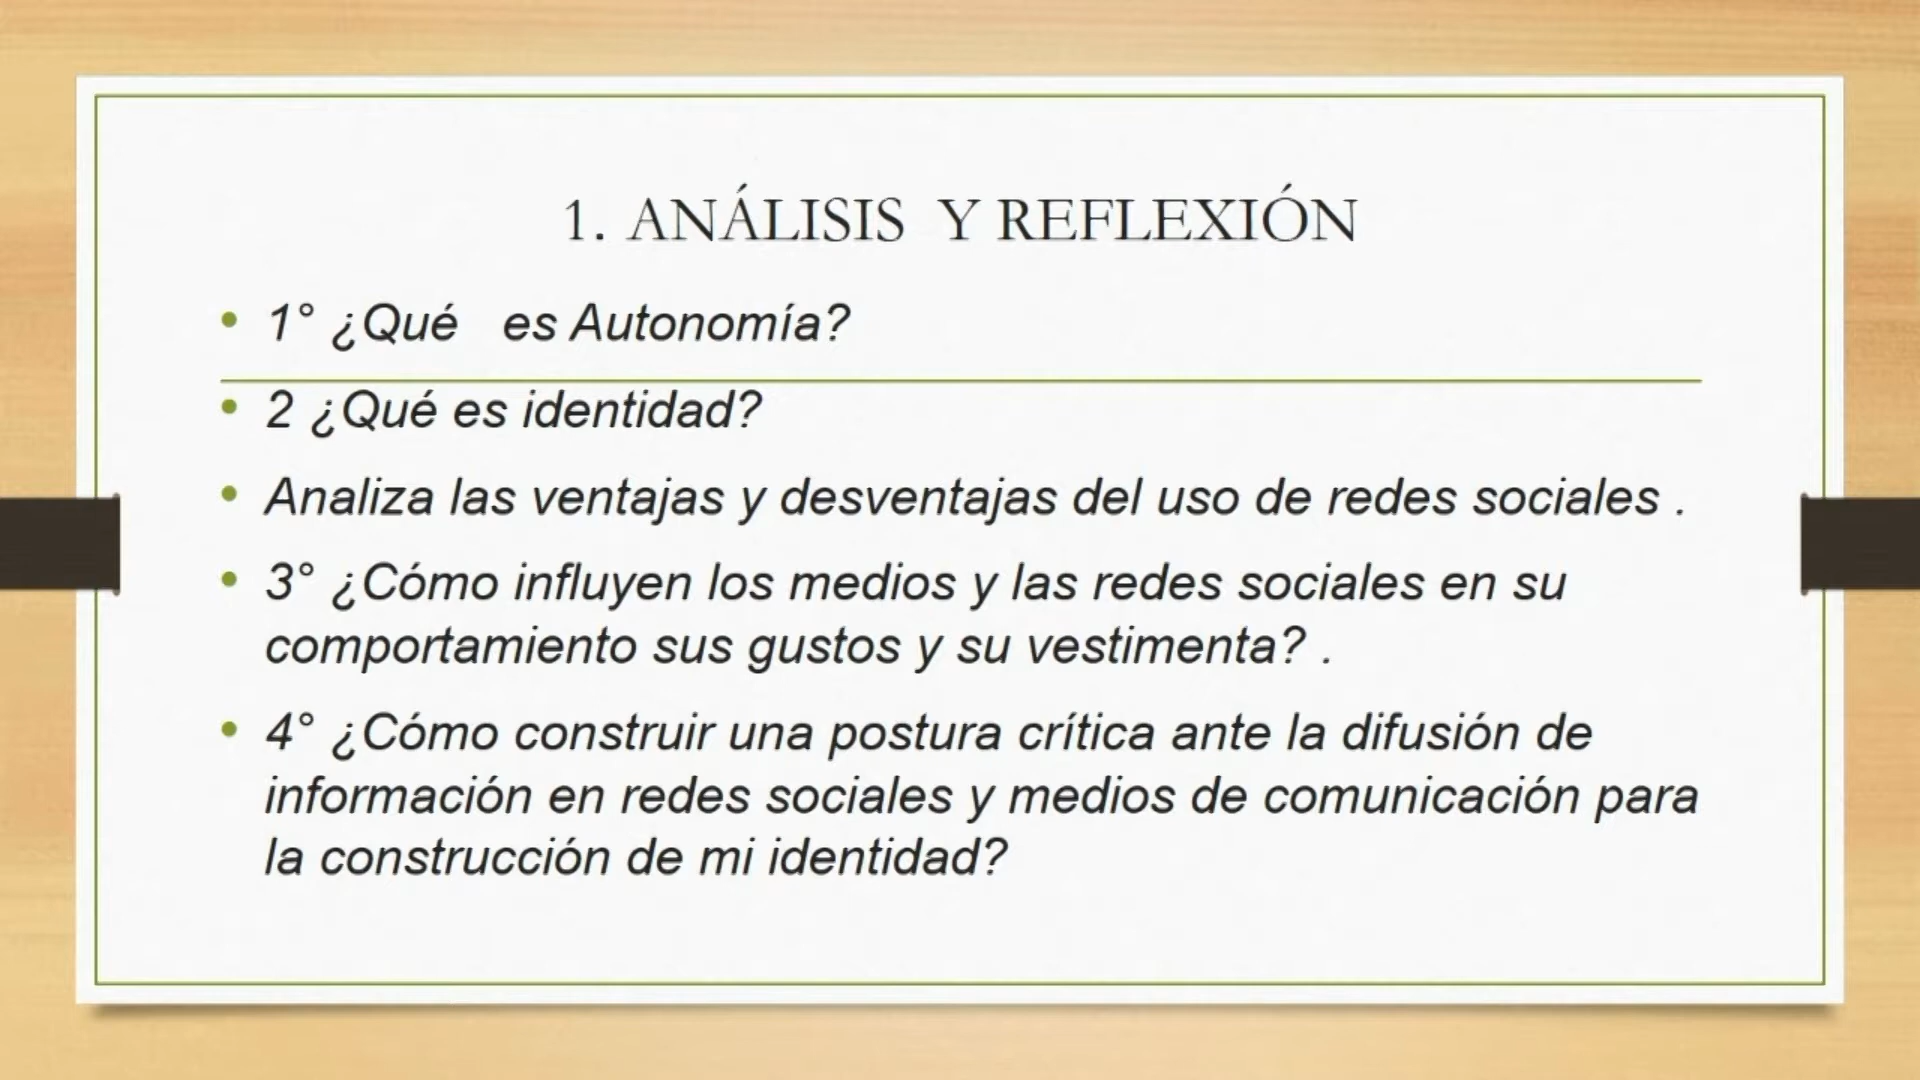 1. ANÁLISIS Y REFLEXIÓN
• 1° ¿Qué es Autonomía?
• 2 ¿Qué es identidad?
• Analiza las ventajas y desventajas del uso de redes sociales .
• 3° ¿Cómo influyen los medios y las redes sociales en su
comportamiento sus gustos y su vestimenta? .
• 4° ¿Cómo construir una postura crítica ante la difusión de
información en redes sociales y medios de comunicación para
la construcción de mi identidad?